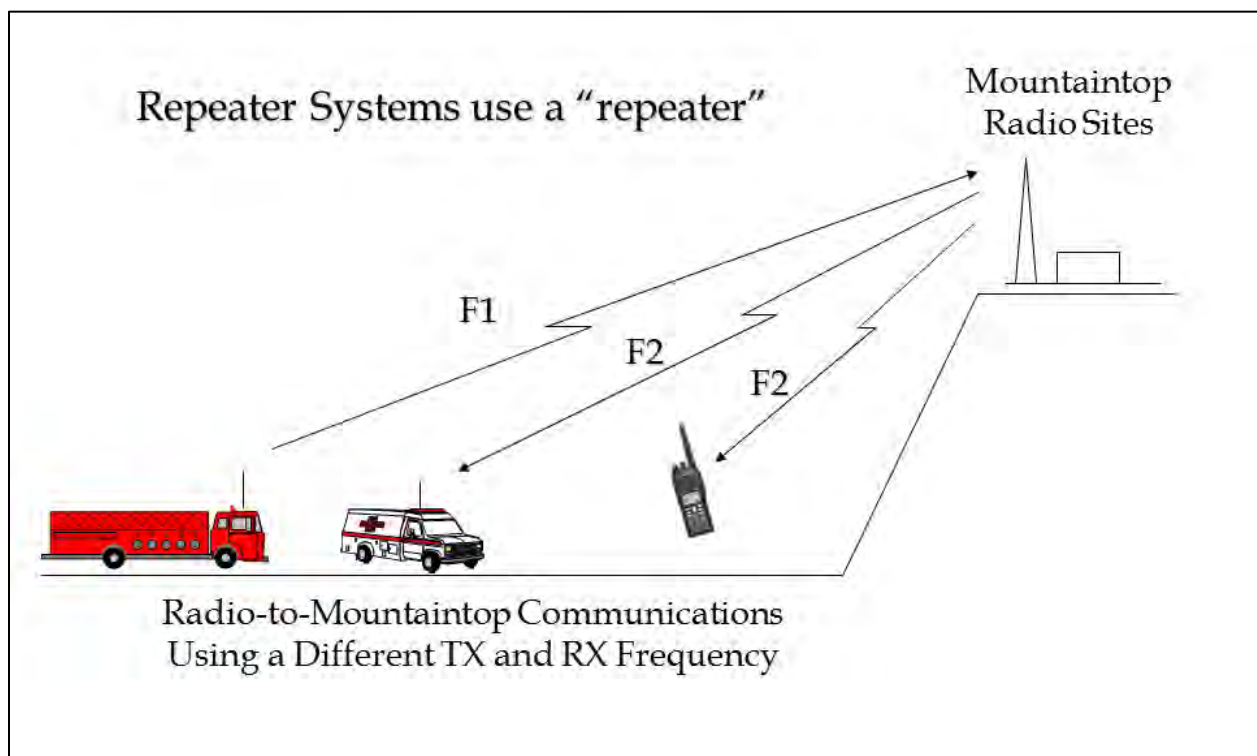 Repeater Systems use a “repeater”
Mountaintop
Radio Sites
F1
F2
F2
Radio-to-Mountaintop Communications
Using a Different TX and RX Frequency